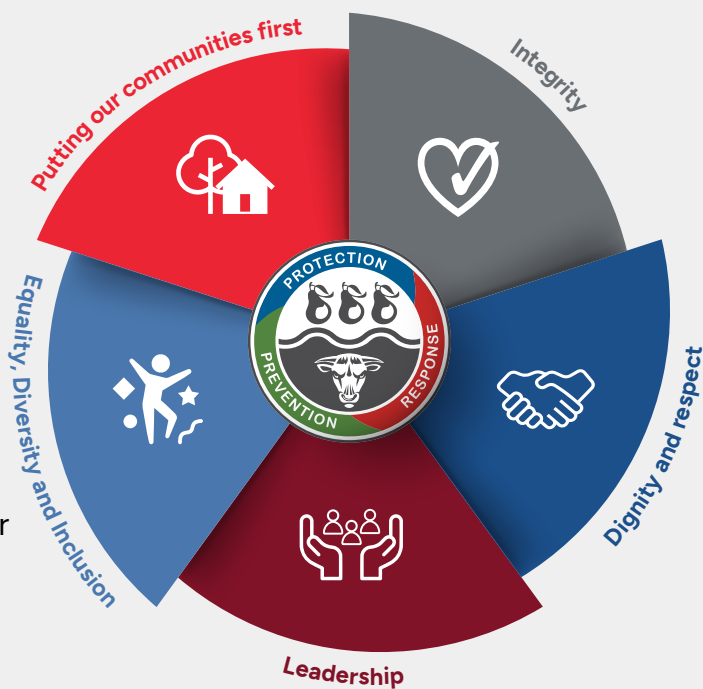 Putting our communities first
Integrity
Dignity and respect
Leadership
Equality, Diversity and Inclusion
PROTECTION
RESPONSE
PREVENTION
r